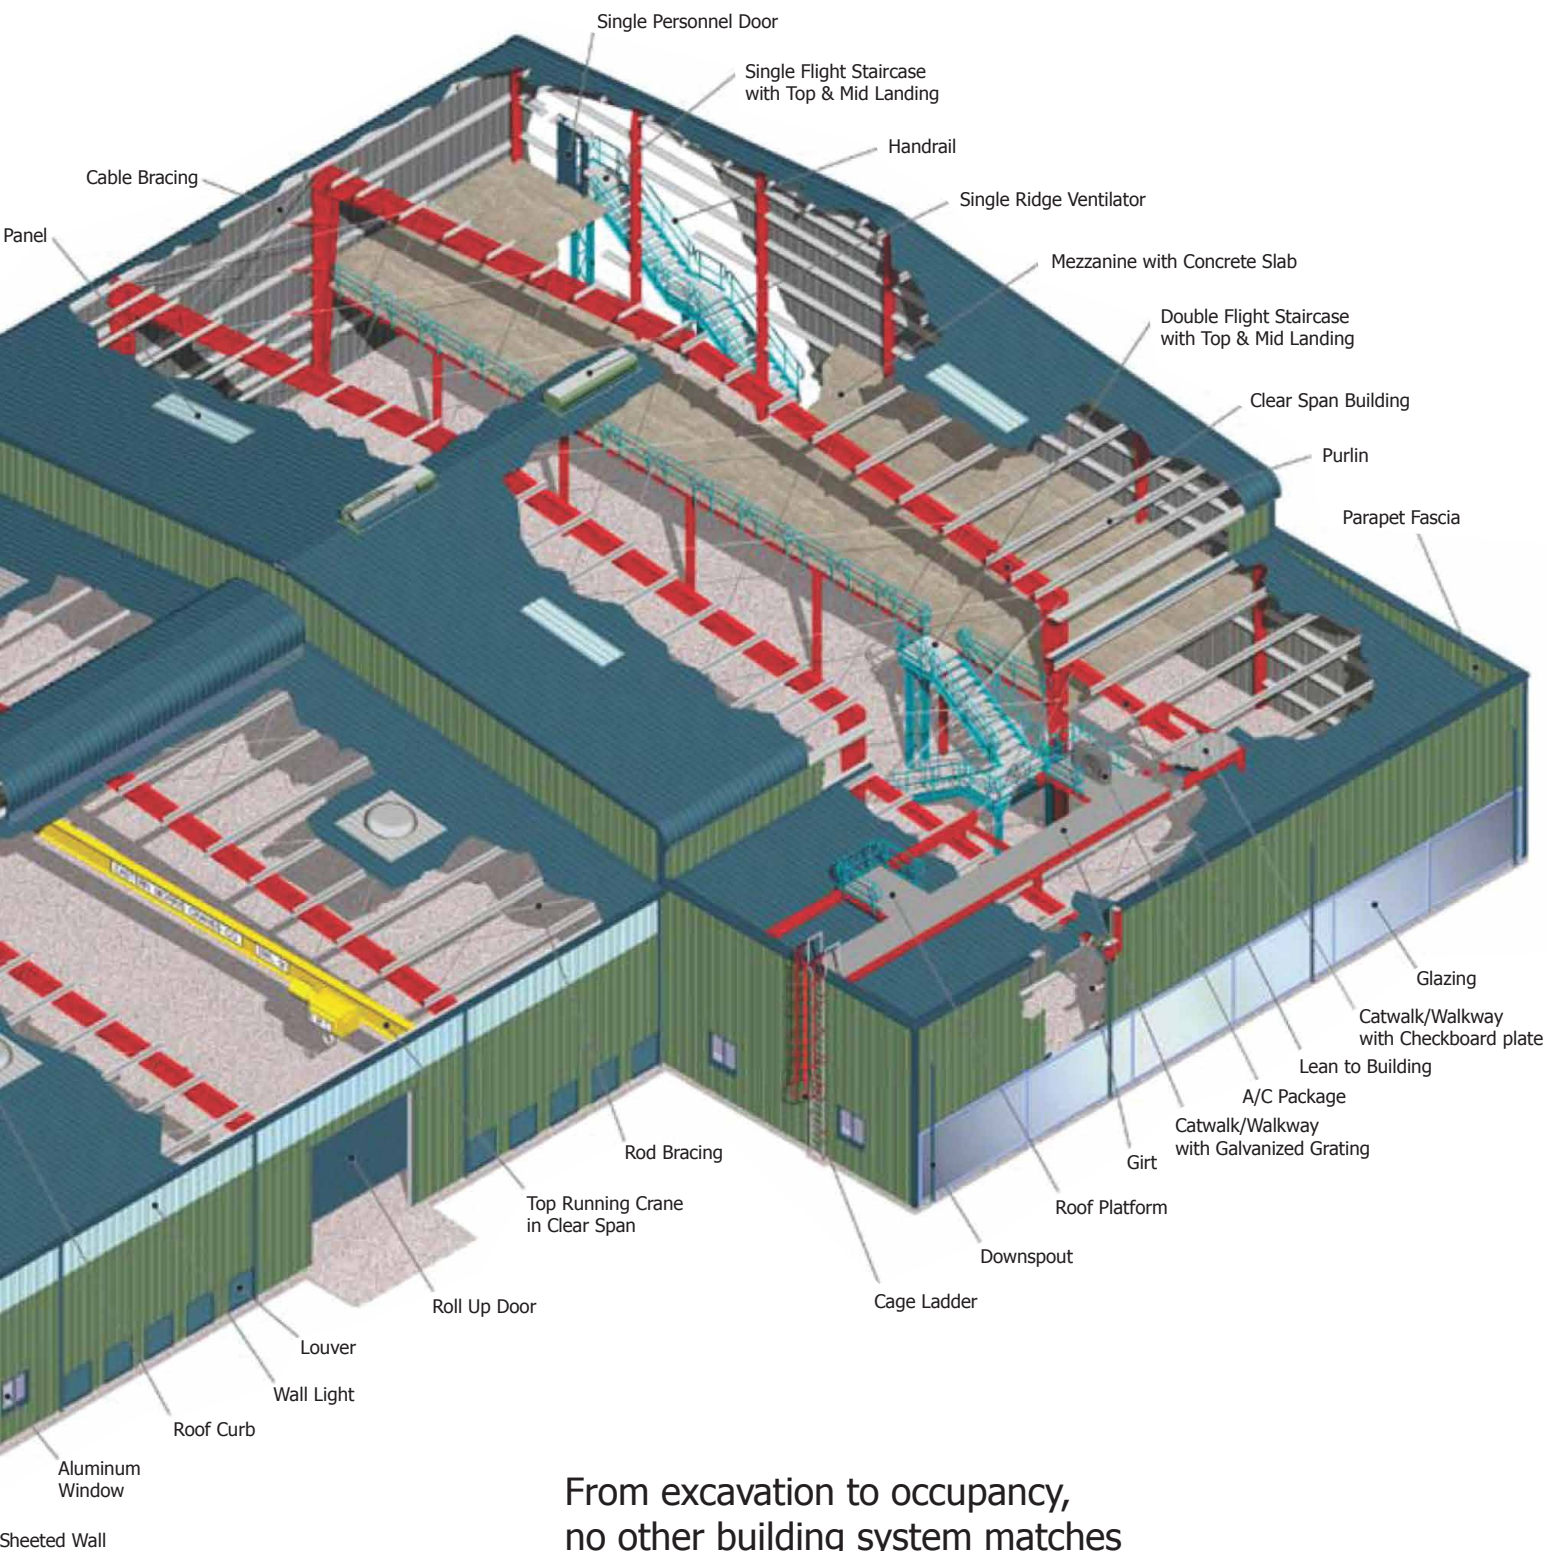 Single Personnel Door
Single Flight Staircase
with Top & Mid Landing
Handrail
Cable Bracing
Single Ridge Ventilator
Panel
Mezzanine with Concrete Slab
Double Flight Staircase
with Top & Mid Landing
Clear Span Building
Purlin
Parapet Fascia
Glazing
Catwalk/Walkway
with Checkboard plate
Lean to Building
A/C Package
Catwalk/Walkway
with Galvanized Grating
Girt
Rod Bracing
Top Running Crane
in Clear Span
Roof Platform
Downspout
Cage Ladder
Roll Up Door
Louver
Wall Light
Roof Curb
Aluminum
Window
Sheeted Wall
From excavation to occupancy,
no other building system matches